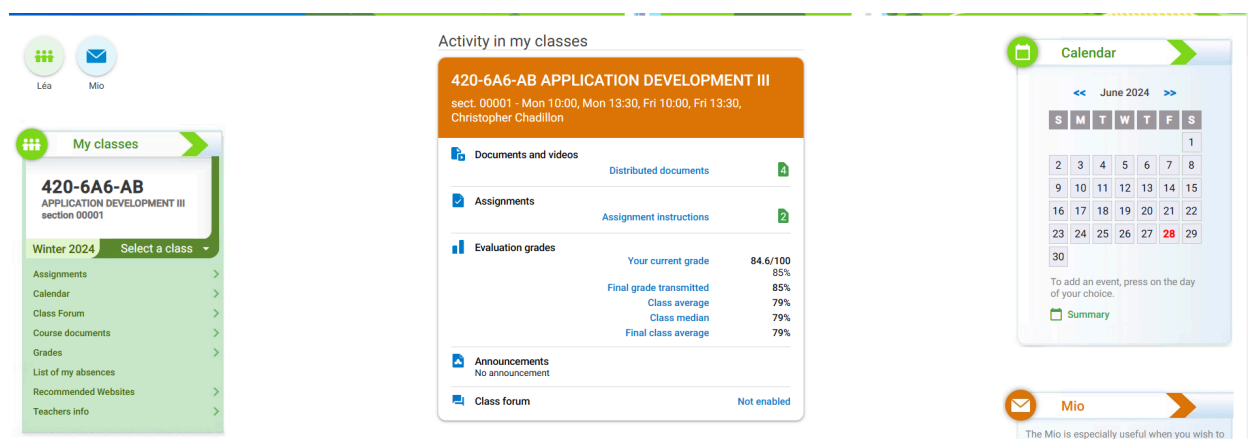 Léa
Mio
My classes
420-6A6-AB
APPLICATION DEVELOPMENT III
section 00001
Winter 2024 Select a class
Assignments
Calendar
Class Forum
Course documents
Grades
List of my absences
Recommended Websites
Teachers info
Activity in my classes
420-6A6-AB APPLICATION DEVELOPMENT III
sect. 00001 - Mon 10:00, Mon 13:30, Fri 10:00, Fri 13:30,
Christopher Chadillon
Documents and videos
Distributed documents 4
Assignments
Assignment instructions 2
Evaluation grades
Your current grade 84.6/100
85%
Final grade transmitted 85%
Class average 79%
Class median 79%
Final class average 79%
Announcements
No announcement
Class forum Not enabled
Calendar
<< June 2024 >>
S M T W T F S
1
2 3 4 5 6 7 8
9 10 11 12 13 14 15
16 17 18 19 20 21 22
23 24 25 26 27 28 29
30
To add an event, press on the day
of your choice.
Summary
Mio
The Mio is especially useful when you wish to